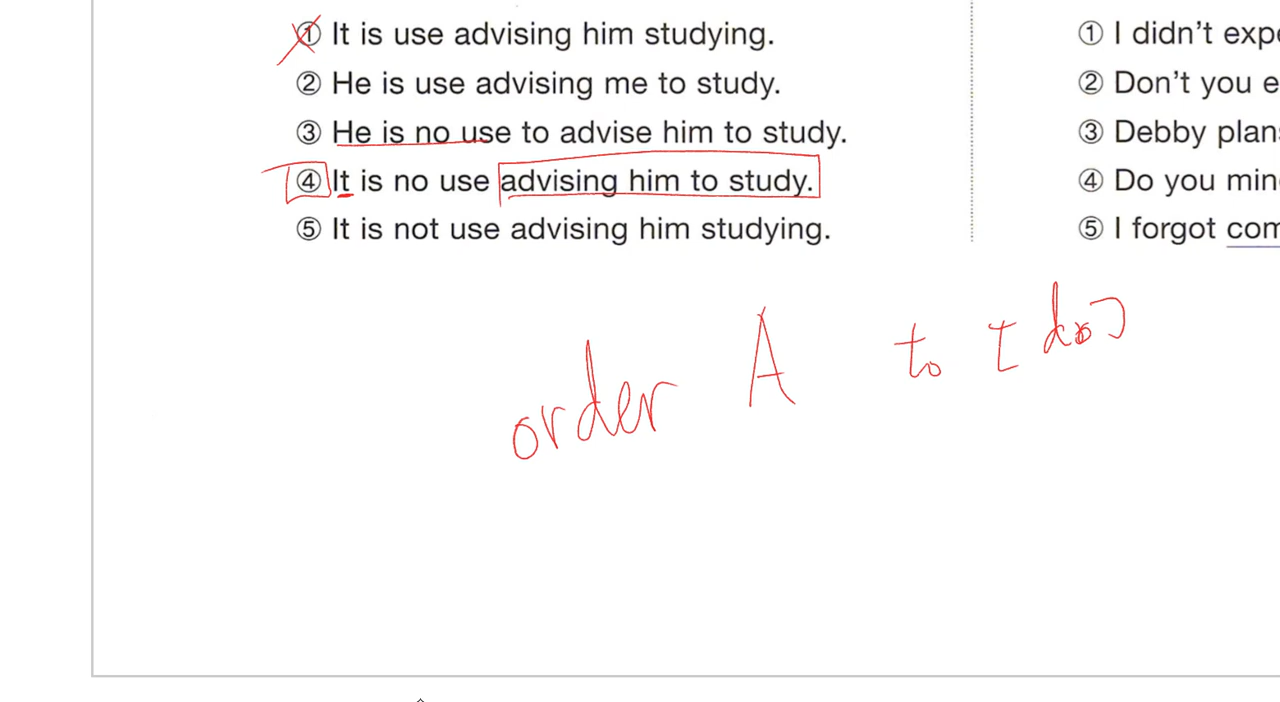 ① It is use advising him studying.
② He is use advising me to study.
③ He is no use to advise him to study.
④ It is no use advising him to study.
⑤ It is not use advising him studying.
① I didn't expe
② Don't you e
③ Debby plan
④ Do you min
⑤ I forgot com
order A to [do]